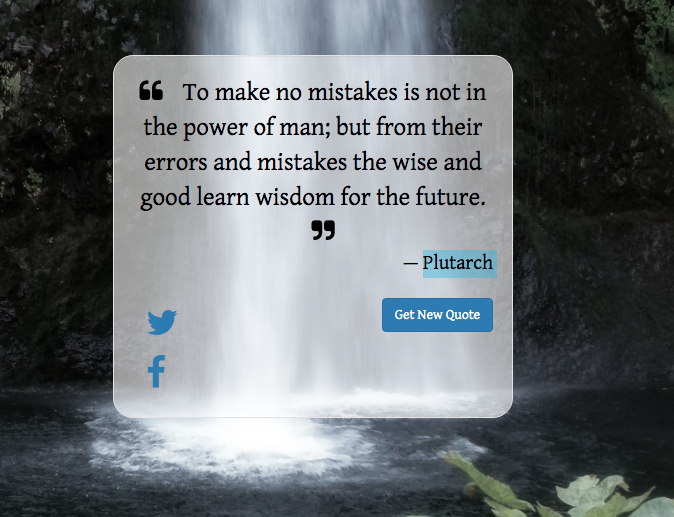 “ To make no mistakes is not in
the power of man; but from their
errors and mistakes the wise and
good learn wisdom for the future.
”
— Plutarch
Get New Quote